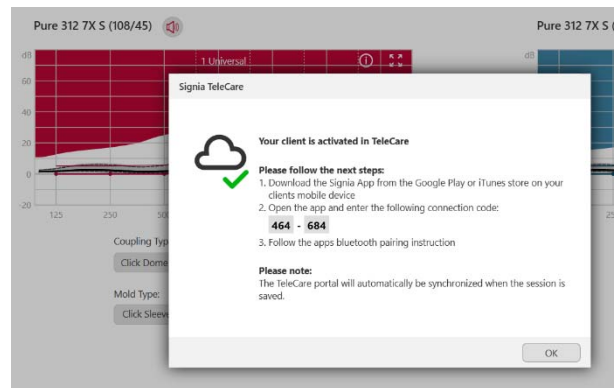 Pure 312 7X S (108/45)
Pure 312 7X S (
dB
1 Universal
dB
60
40
20
0
-20
125
250
500
Signia TeleCare
Your client is activated in TeleCare
Please follow the next steps:
1. Download the Signia App from the Google Play or iTunes store on your
clients mobile device
2. Open the app and enter the following connection code:
464 - 684
3. Follow the apps bluetooth pairing instruction
Please note:
The TeleCare portal will automatically be synchronized when the session is
saved.
OK
Coupling Typ
Click Dome
Mold Type:
Click Sleeve